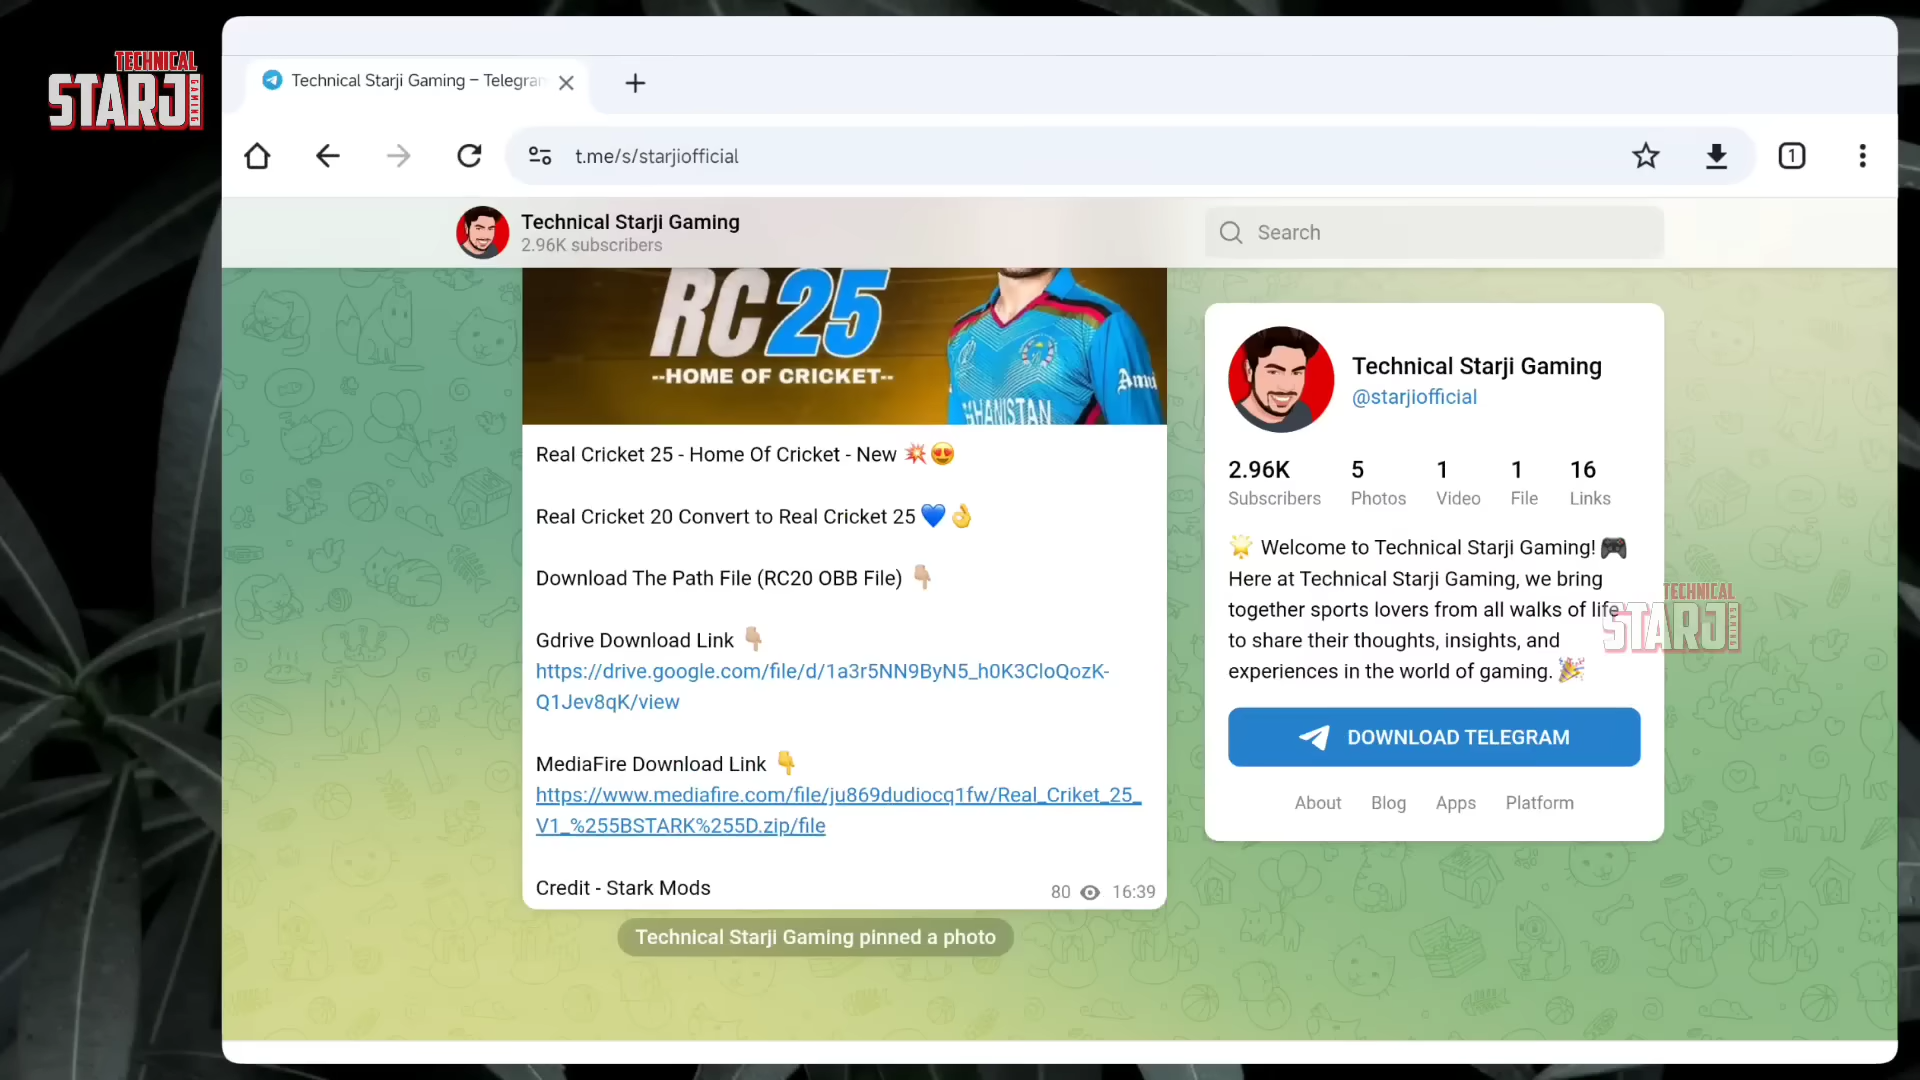 TECHNICAL
STARJI
GAMING
Technical Starji Gaming – Telegram
t.me/s/starjiofficial
1
Technical Starji Gaming
2.96K subscribers
Search
RC25
--HOME OF CRICKET--
GHANISTAN
Real Cricket 25 - Home Of Cricket - New 💥😍
Real Cricket 20 Convert to Real Cricket 25 💙👌
Download The Path File (RC20 OBB File) 👇🏼
Gdrive Download Link 👇🏼
https://drive.google.com/file/d/1a3r5NN9ByN5_h0K3CloQozK-
Q1Jev8qK/view
MediaFire Download Link 👇
https://www.mediafire.com/file/ju869dudiocq1fw/Real_Criket_25_
V1_%255BSTARK%255D.zip/file
Credit - Stark Mods
80 16:39
Technical Starji Gaming pinned a photo
Technical Starji Gaming
@starjiofficial
2.96K 5 1 1 16
Subscribers Photos Video File Links
🌟 Welcome to Technical Starji Gaming! 🎮
Here at Technical Starji Gaming, we bring
together sports lovers from all walks of life
to share their thoughts, insights, and
experiences in the world of gaming. 🎉
TECHNICAL
STARJI
GAMING
DOWNLOAD TELEGRAM
About Blog Apps Platform